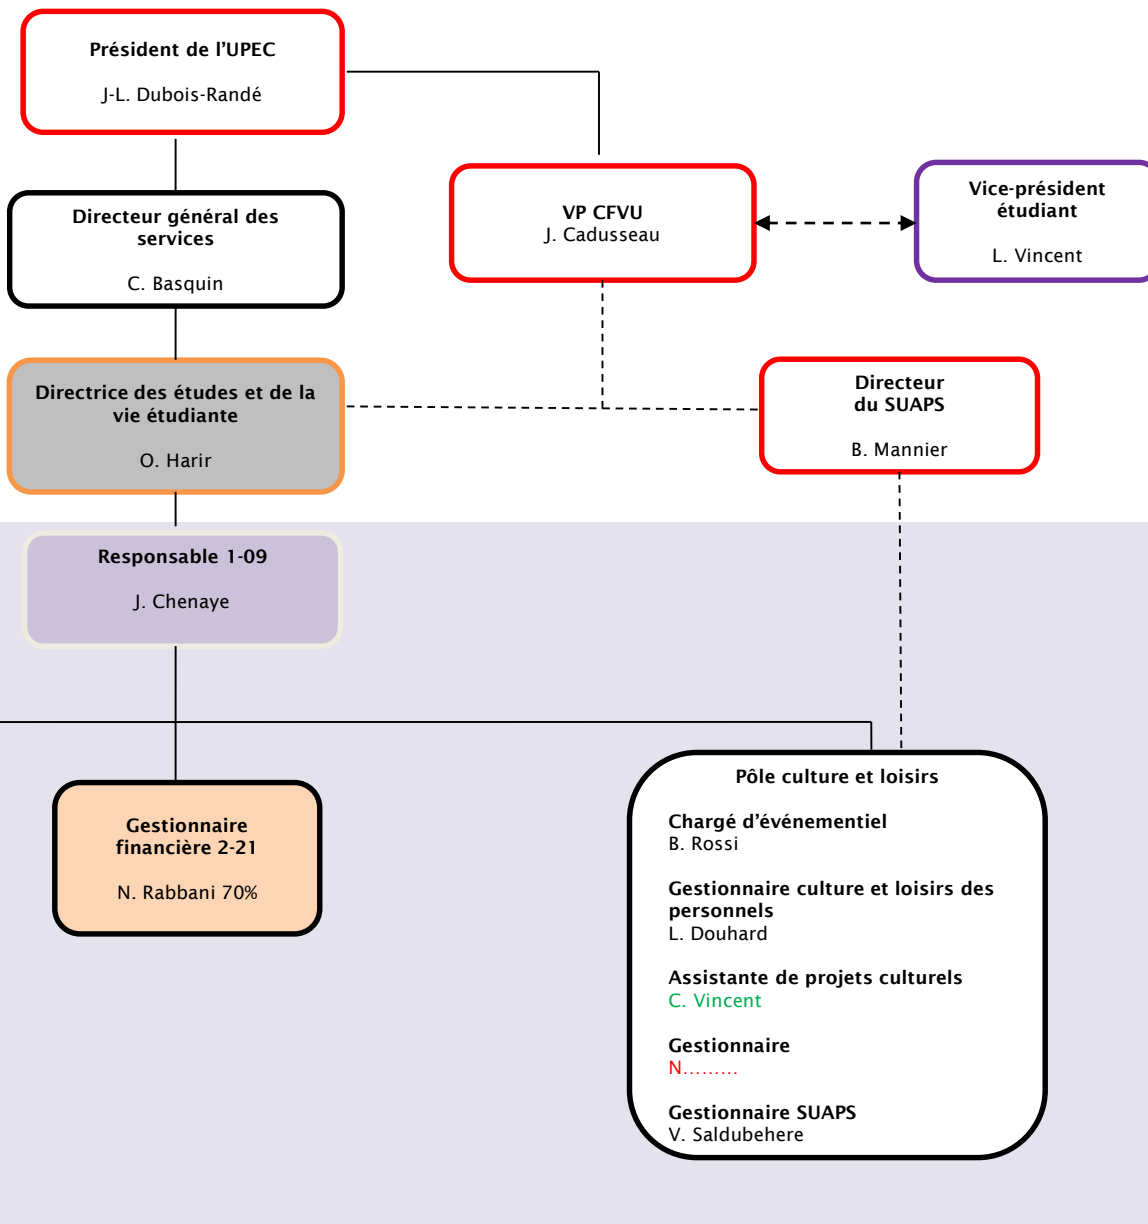 Président de l'UPEC
J-L. Dubois-Randé
Directeur général des
services
C. Basquin
VP CFVU
J. Cadusseau
Vice-président
étudiant
L. Vincent
Directrice des études et de la
vie étudiante
O. Harir
Directeur
du SUAPS
B. Mannier
Responsable 1-09
J. Chenaye
Gestionnaire
financière 2-21
N. Rabbani 70%
Pôle culture et loisirs
Chargé d'événementiel
B. Rossi
Gestionnaire culture et loisirs des
personnels
L. Douhard
Assistante de projets culturels
C. Vincent
Gestionnaire
N.........
Gestionnaire SUAPS
V. Saldubehere